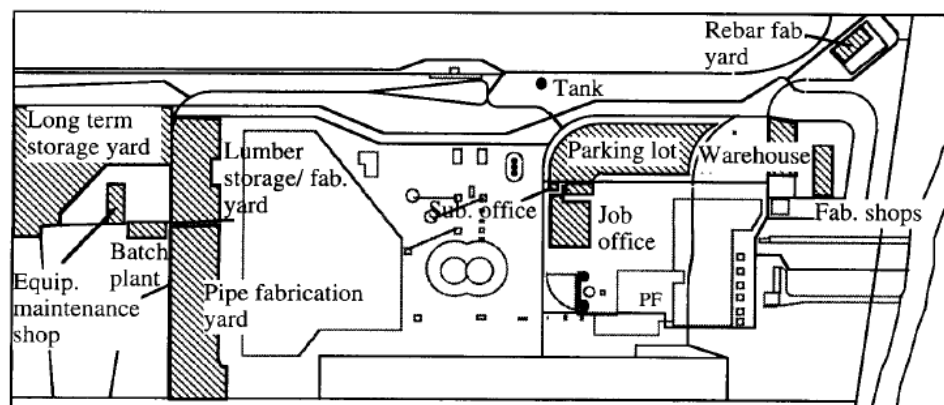 Rebar fab.
yard
Tank
Long term
storage yard
Lumber
storage/ fab.
yard
Parking lot
Warehouse
Sub. office
Job
office
Fab. shops
Batch
plant
Equip.
maintenance
shop
Pipe fabrication
yard
PF